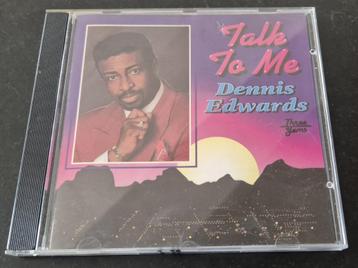 Talk
To Me
Dennis
Edwards
Three
Gems